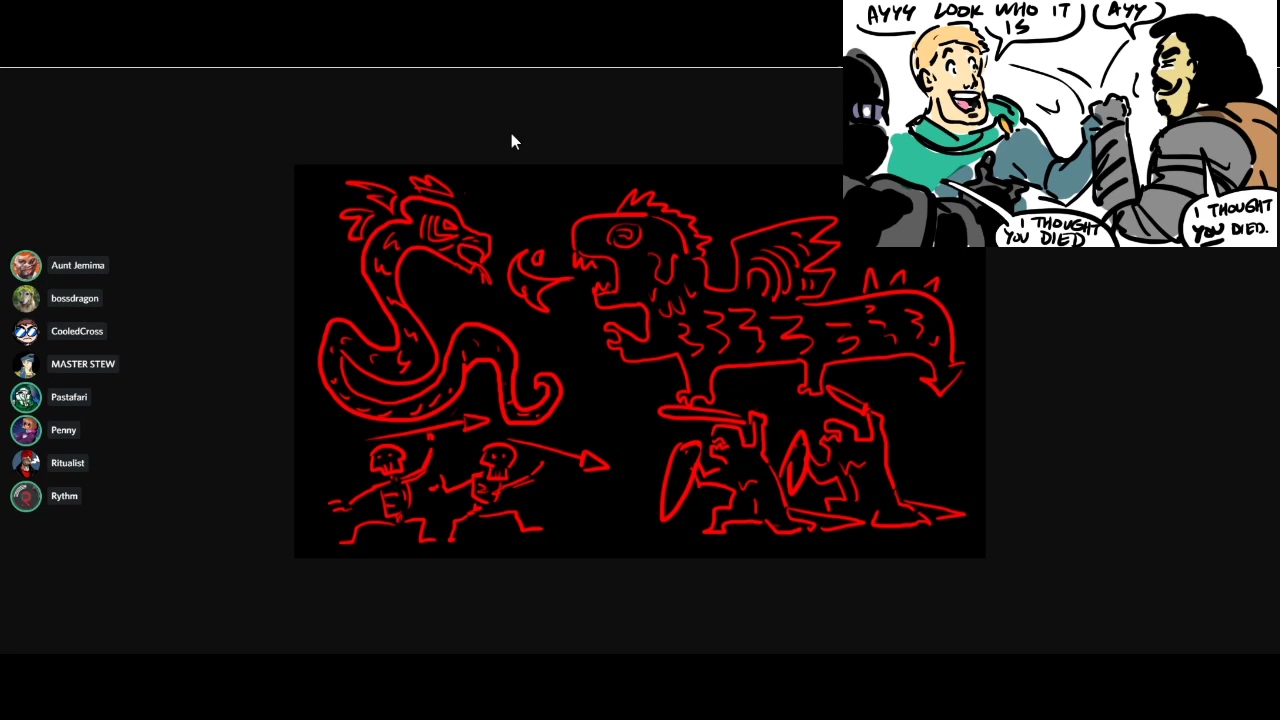 AYYY LOOK WHO IT
IS
AYY
I THOUGHT
YOU DIED
I THOUGHT
YOU DIED.
Aunt Jemima
bossdragon
CooledCross
MASTER STEW
Pastafari
Penny
Ritualist
Rythm